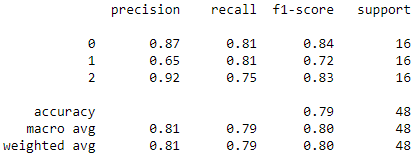 precision recall f1-score support
0 0.87 0.81 0.84 16
1 0.65 0.81 0.72 16
2 0.92 0.75 0.83 16
accuracy 0.79 48
macro avg 0.81 0.79 0.80 48
weighted avg 0.81 0.79 0.80 48